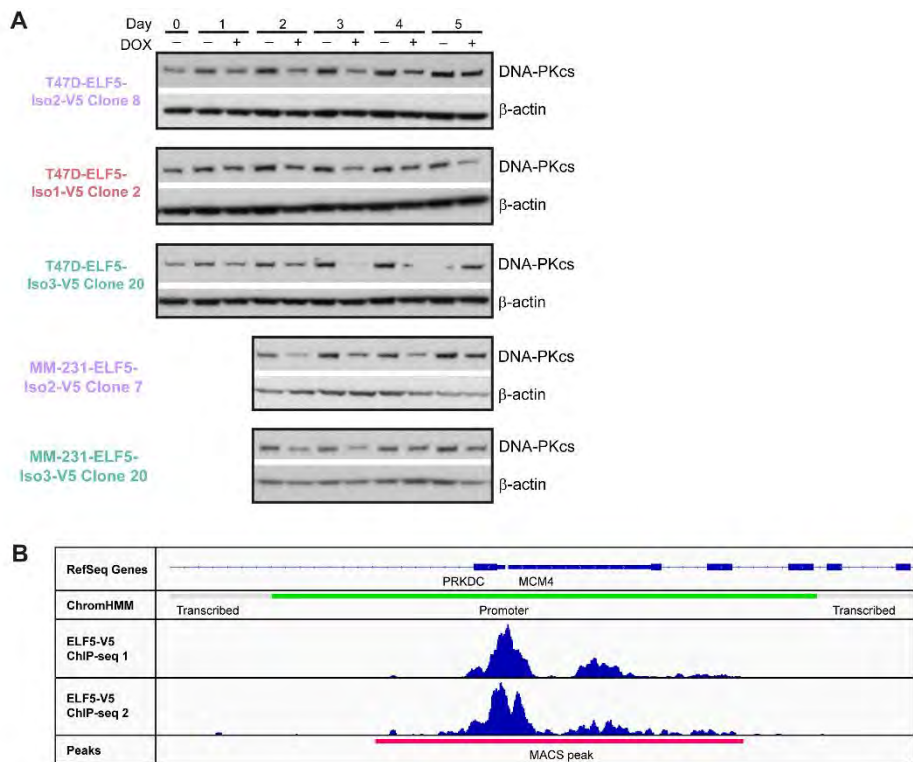 A
Day 0 1 2 3 4 5
DOX – – + – + – + – + – +
T47D-ELF5-
Iso2-V5 Clone 8
DNA-PKcs
β-actin
T47D-ELF5-
Iso1-V5 Clone 2
DNA-PKcs
β-actin
T47D-ELF5-
Iso3-V5 Clone 20
DNA-PKcs
β-actin
MM-231-ELF5-
Iso2-V5 Clone 7
DNA-PKcs
β-actin
MM-231-ELF5-
Iso3-V5 Clone 20
DNA-PKcs
β-actin
B
RefSeq Genes
PRKDC MCM4
ChromHMM
Transcribed Promoter Transcribed
ELF5-V5
ChIP-seq 1
ELF5-V5
ChIP-seq 2
Peaks
MACS peak